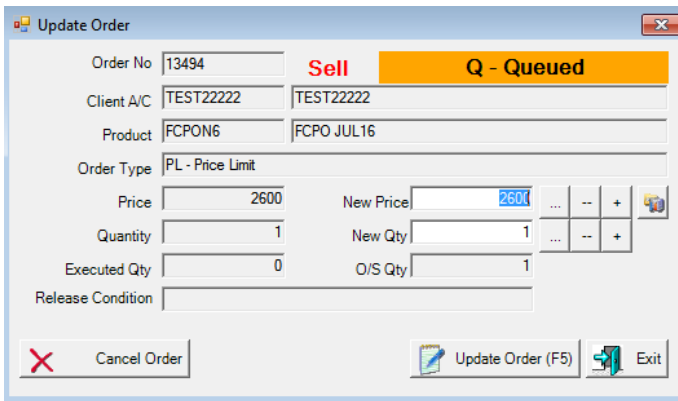 Update Order
Order No 13494 Sell Q - Queued
Client A/C TEST22222 TEST22222
Product FCPON6 FCPO JUL16
Order Type PL - Price Limit
Price 2600 New Price 2600 ... -- +
Quantity 1 New Qty 1 ... -- +
Executed Qty 0 O/S Qty 1
Release Condition
Cancel Order Update Order (F5) Exit